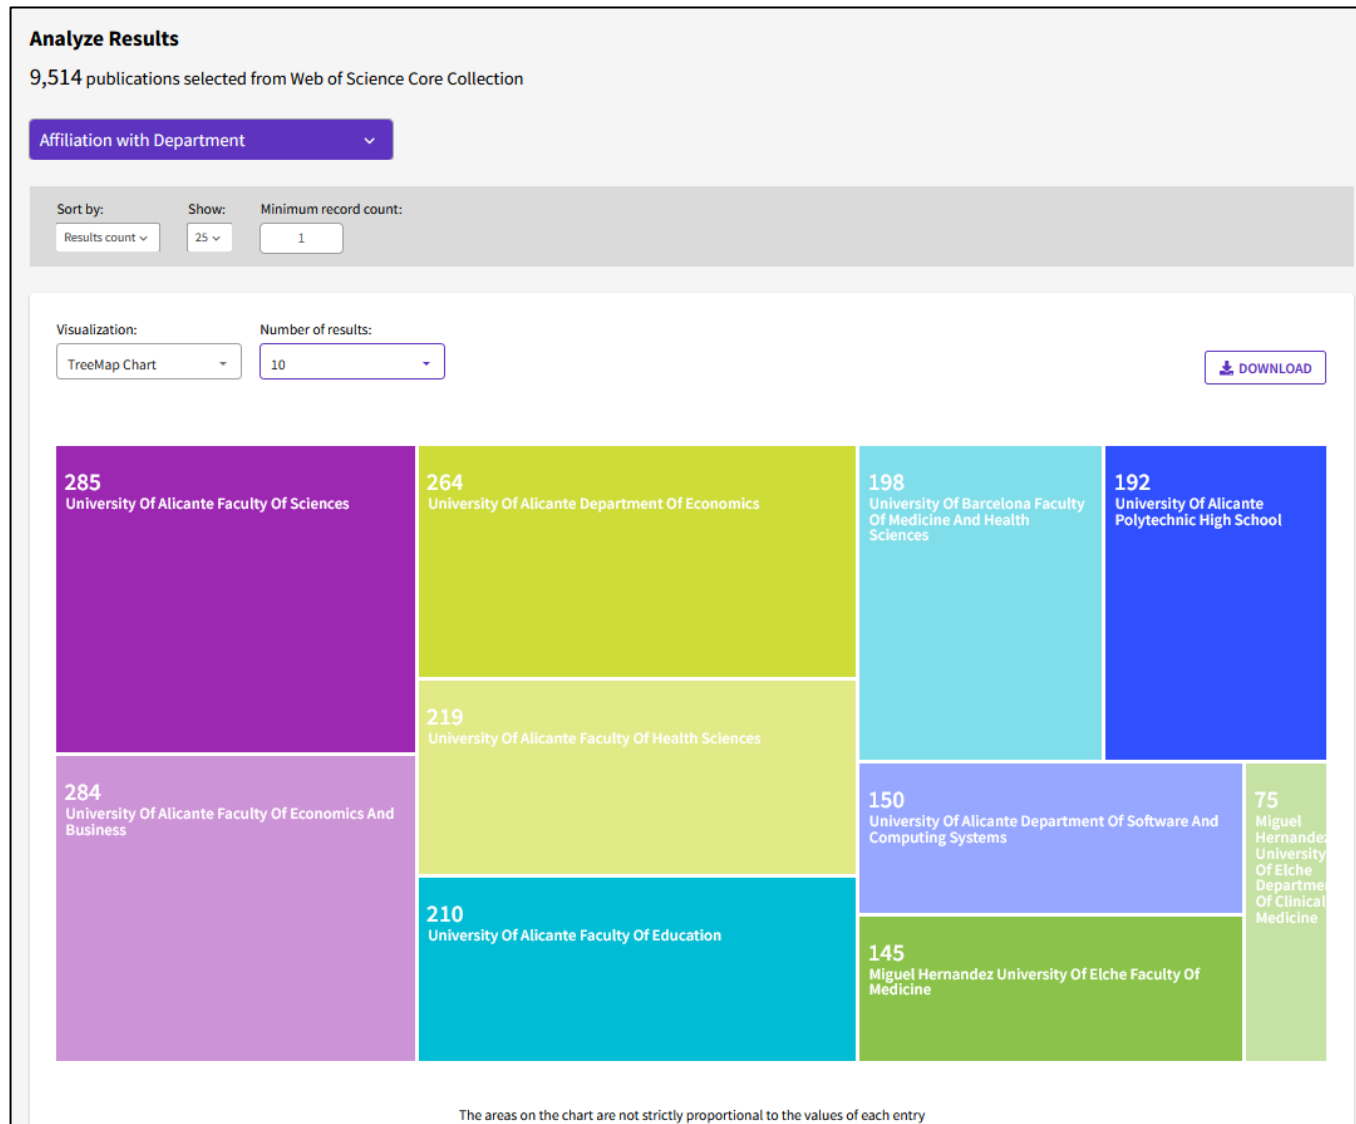 Analyze Results
9,514 publications selected from Web of Science Core Collection
Affiliation with Department
Sort by:
Show:
Minimum record count:
Results count
25
1
Visualization:
Number of results:
TreeMap Chart
10
DOWNLOAD
285
University Of Alicante Faculty Of Sciences
284
University Of Alicante Faculty Of Economics And
Business
264
University Of Alicante Department Of Economics
219
University Of Alicante Faculty Of Health Sciences
210
University Of Alicante Faculty Of Education
198
University Of Barcelona Faculty
Of Medicine And Health
Sciences
192
University Of Alicante
Polytechnic High School
150
University Of Alicante Department Of Software And
Computing Systems
145
Miguel Hernandez University Of Elche Faculty Of
Medicine
75
Miguel
Hernandez
University
Of Elche
Departme
Of Clinical
Medicine
The areas on the chart are not strictly proportional to the values of each entry